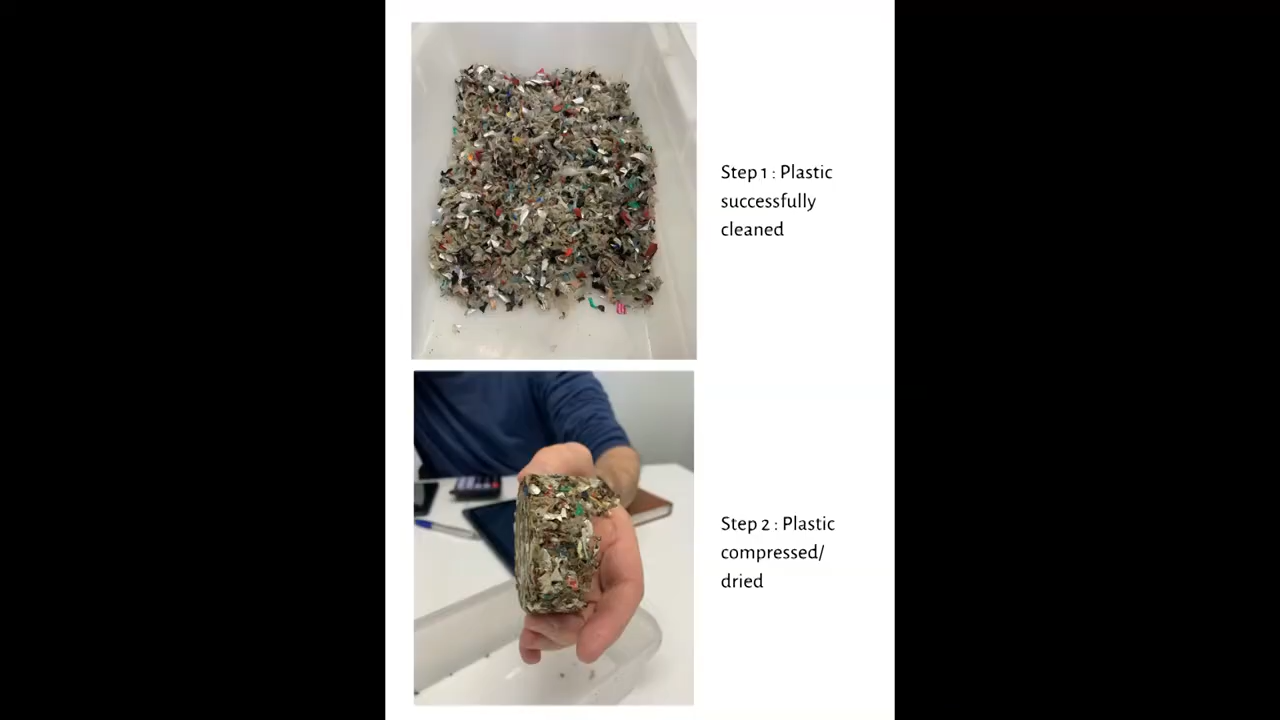 Step 1 : Plastic
successfully
cleaned
Step 2 : Plastic
compressed/
dried